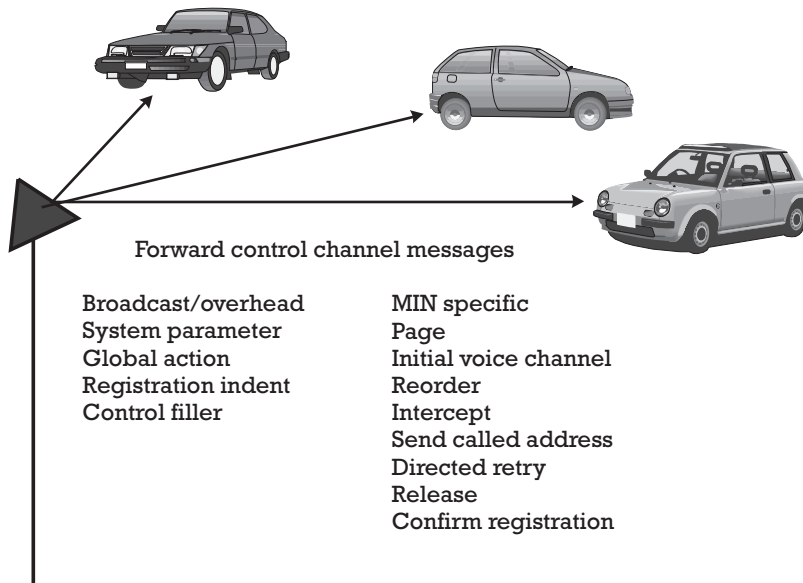 Forward control channel messages
Broadcast/overhead
System parameter
Global action
Registration indent
Control filler
MIN specific
Page
Initial voice channel
Reorder
Intercept
Send called address
Directed retry
Release
Confirm registration